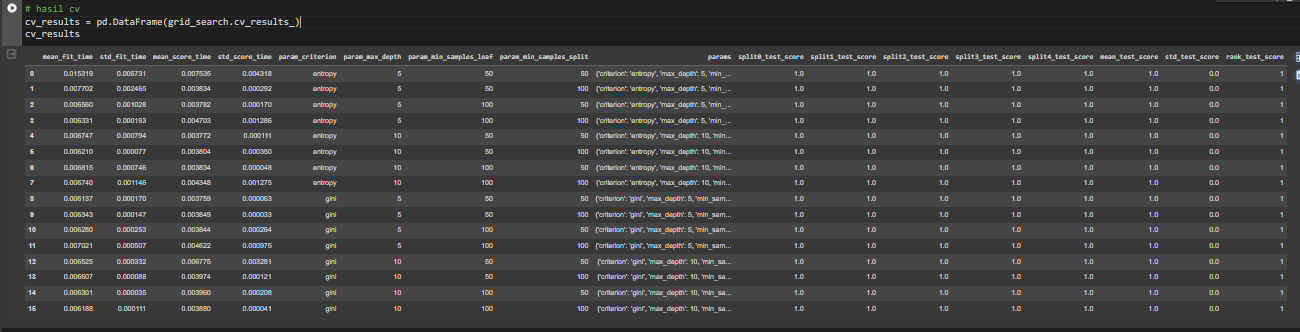 # hasil cv
cv_results = pd.DataFrame(grid_search.cv_results_)
cv_results
mean_fit_time std_fit_time mean_score_time std_score_time param_criterion param_max_depth param_min_samples_leaf param_min_samples_split params split0_test_score split1_test_score split2_test_score split3_test_score split4_test_score mean_test_score std_test_score rank_test_score
0 0.015319 0.006731 0.007535 0.004318 entropy 5 50 50 {'criterion': 'entropy', 'max_depth': 5, 'min_... 1.0 1.0 1.0 1.0 1.0 1.0 0.0 1
1 0.007702 0.002465 0.003834 0.000292 entropy 5 50 100 {'criterion': 'entropy', 'max_depth': 5, 'min_... 1.0 1.0 1.0 1.0 1.0 1.0 0.0 1
2 0.006560 0.001028 0.003782 0.000170 entropy 5 100 50 {'criterion': 'entropy', 'max_depth': 5, 'min_... 1.0 1.0 1.0 1.0 1.0 1.0 0.0 1
3 0.006331 0.000193 0.004703 0.001286 entropy 5 100 100 {'criterion': 'entropy', 'max_depth': 5, 'min_... 1.0 1.0 1.0 1.0 1.0 1.0 0.0 1
4 0.006747 0.000794 0.003772 0.000111 entropy 10 50 50 {'criterion': 'entropy', 'max_depth': 10, 'min... 1.0 1.0 1.0 1.0 1.0 1.0 0.0 1
5 0.006210 0.000077 0.003804 0.000350 entropy 10 50 100 {'criterion': 'entropy', 'max_depth': 10, 'min... 1.0 1.0 1.0 1.0 1.0 1.0 0.0 1
6 0.006815 0.000746 0.003834 0.000048 entropy 10 100 50 {'criterion': 'entropy', 'max_depth': 10, 'min... 1.0 1.0 1.0 1.0 1.0 1.0 0.0 1
7 0.006740 0.001146 0.004348 0.001275 entropy 10 100 100 {'criterion': 'entropy', 'max_depth': 10, 'min... 1.0 1.0 1.0 1.0 1.0 1.0 0.0 1
8 0.006137 0.000170 0.003759 0.000063 gini 5 50 50 {'criterion': 'gini', 'max_depth': 5, 'min_sam... 1.0 1.0 1.0 1.0 1.0 1.0 0.0 1
9 0.006343 0.000147 0.003849 0.000033 gini 5 50 100 {'criterion': 'gini', 'max_depth': 5, 'min_sam... 1.0 1.0 1.0 1.0 1.0 1.0 0.0 1
10 0.006280 0.000253 0.003844 0.000264 gini 5 100 50 {'criterion': 'gini', 'max_depth': 5, 'min_sam... 1.0 1.0 1.0 1.0 1.0 1.0 0.0 1
11 0.007021 0.000507 0.004622 0.000975 gini 5 100 100 {'criterion': 'gini', 'max_depth': 5, 'min_sam... 1.0 1.0 1.0 1.0 1.0 1.0 0.0 1
12 0.006525 0.000332 0.006775 0.003281 gini 10 50 50 {'criterion': 'gini', 'max_depth': 10, 'min_sa... 1.0 1.0 1.0 1.0 1.0 1.0 0.0 1
13 0.006607 0.000088 0.003974 0.000121 gini 10 50 100 {'criterion': 'gini', 'max_depth': 10, 'min_sa... 1.0 1.0 1.0 1.0 1.0 1.0 0.0 1
14 0.006301 0.000035 0.003960 0.000208 gini 10 100 50 {'criterion': 'gini', 'max_depth': 10, 'min_sa... 1.0 1.0 1.0 1.0 1.0 1.0 0.0 1
15 0.006188 0.000111 0.003880 0.000041 gini 10 100 100 {'criterion': 'gini', 'max_depth': 10, 'min_sa... 1.0 1.0 1.0 1.0 1.0 1.0 0.0 1